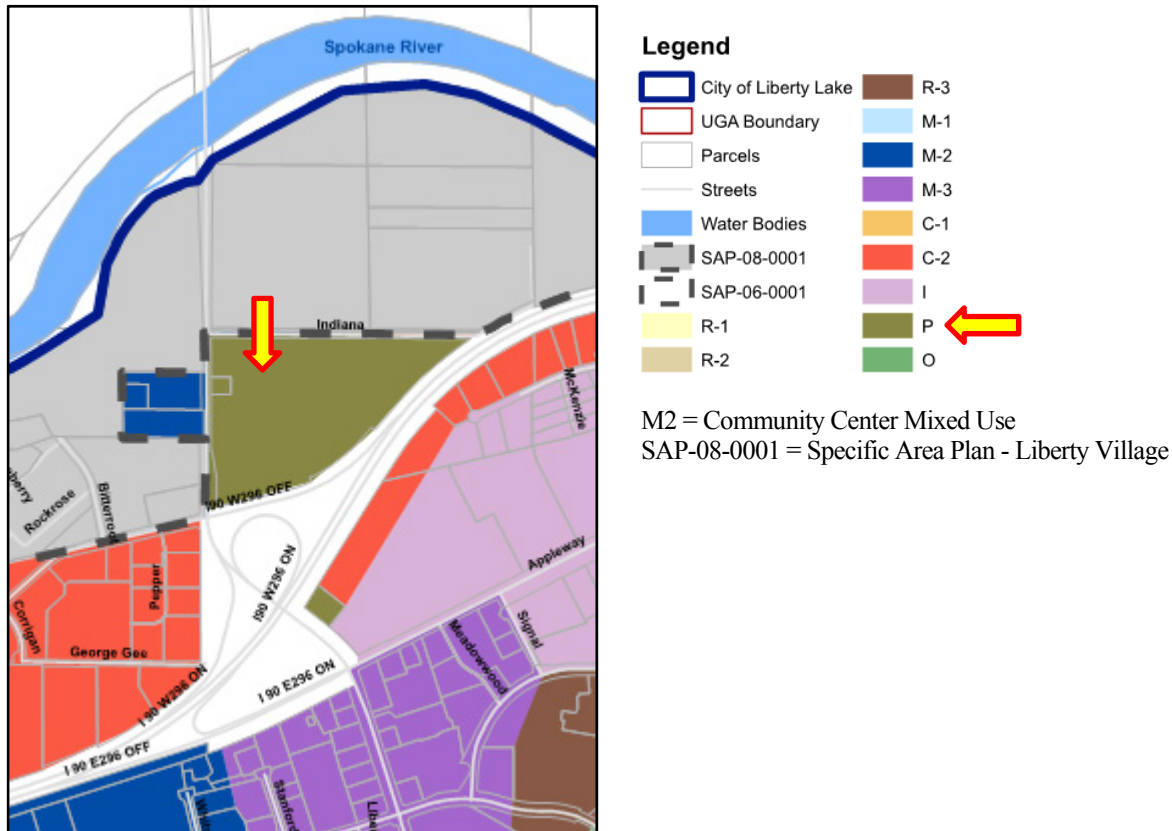 Spokane River
Indiana
McKenzie
I90 W296 OFF
Rockrose
Bitterroot
Appleway
I90 W296 ON
Pepper
Corrigan
Signal
Meadowwood
George Gee
I 90 E296 ON
I 90 W296 ON
I 90 E296 OFF
Stanford
Legend
City of Liberty Lake
UGA Boundary
Parcels
Streets
Water Bodies
SAP-08-0001
SAP-06-0001
R-1
R-2
R-3
M-1
M-2
M-3
C-1
C-2
I
P
O
M2 = Community Center Mixed Use
SAP-08-0001 = Specific Area Plan - Liberty Village